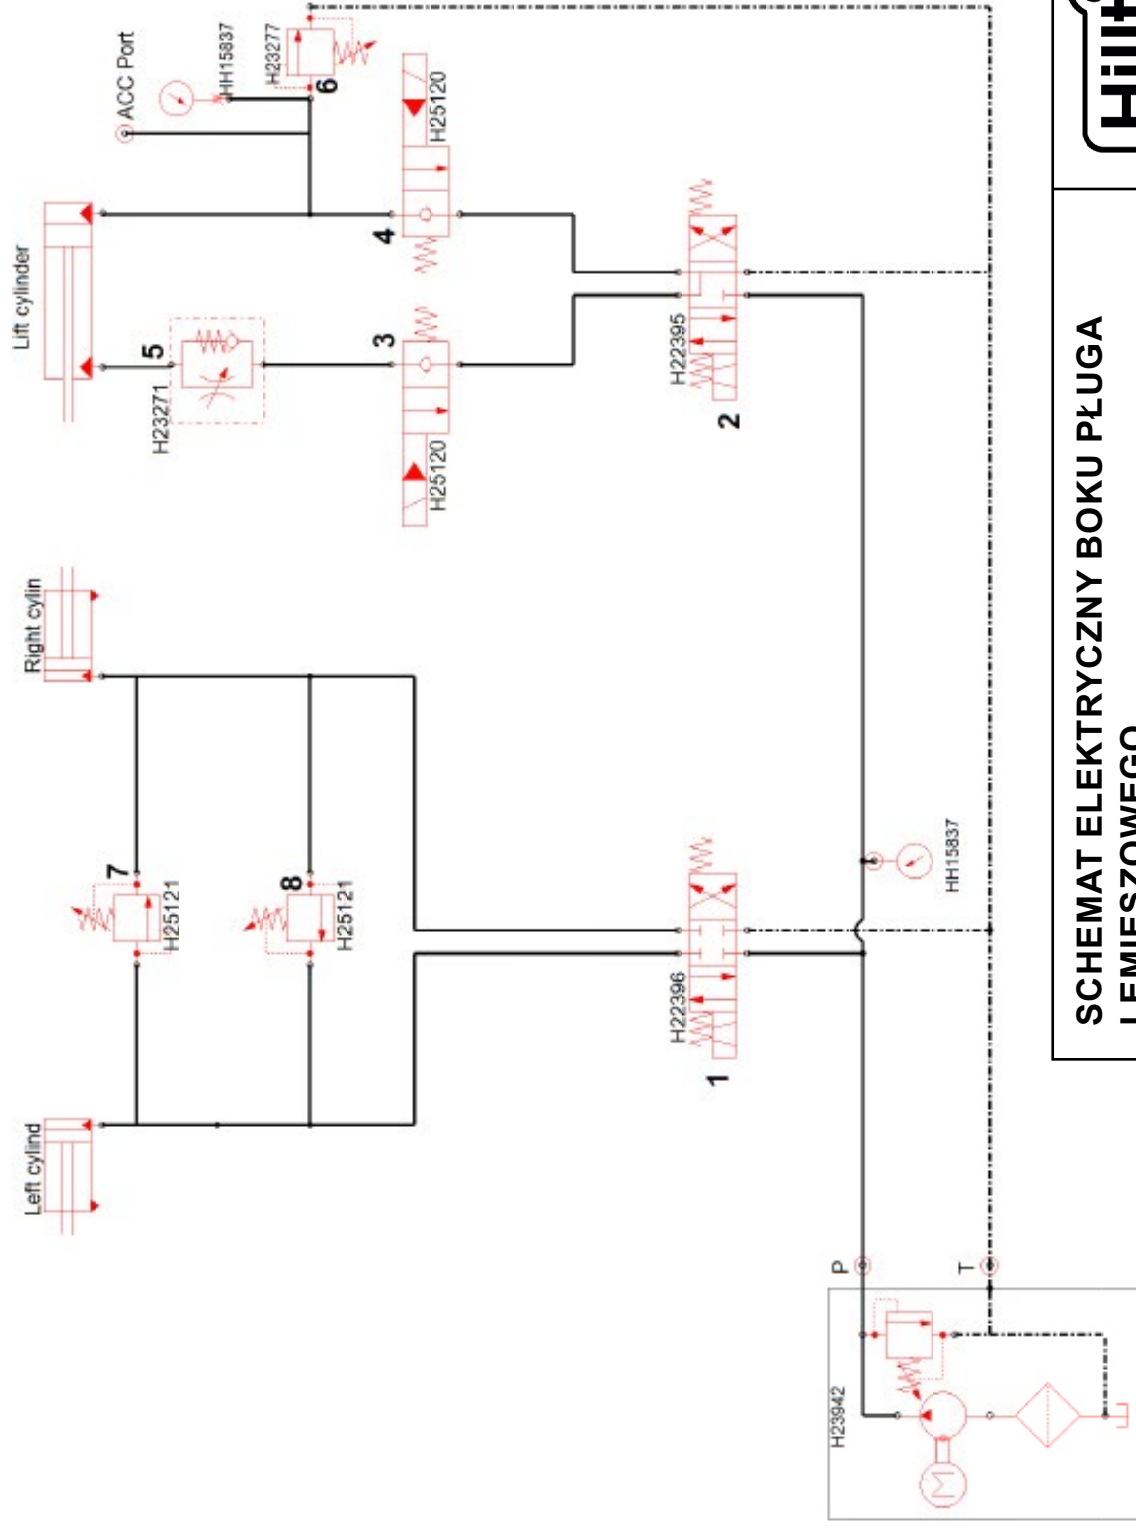 Left cylind
Right cylin
Lift cylinder
ACC Port
HH15837
H23277
6
7
H25121
8
H25121
5
H23271
3
H25120
4
H25120
1
H22396
2
H22395
HH15837
P
T
H23942
M
SCHEMAT ELEKTRYCZNY BOKU PŁUGA
LEMIESZOWEGO